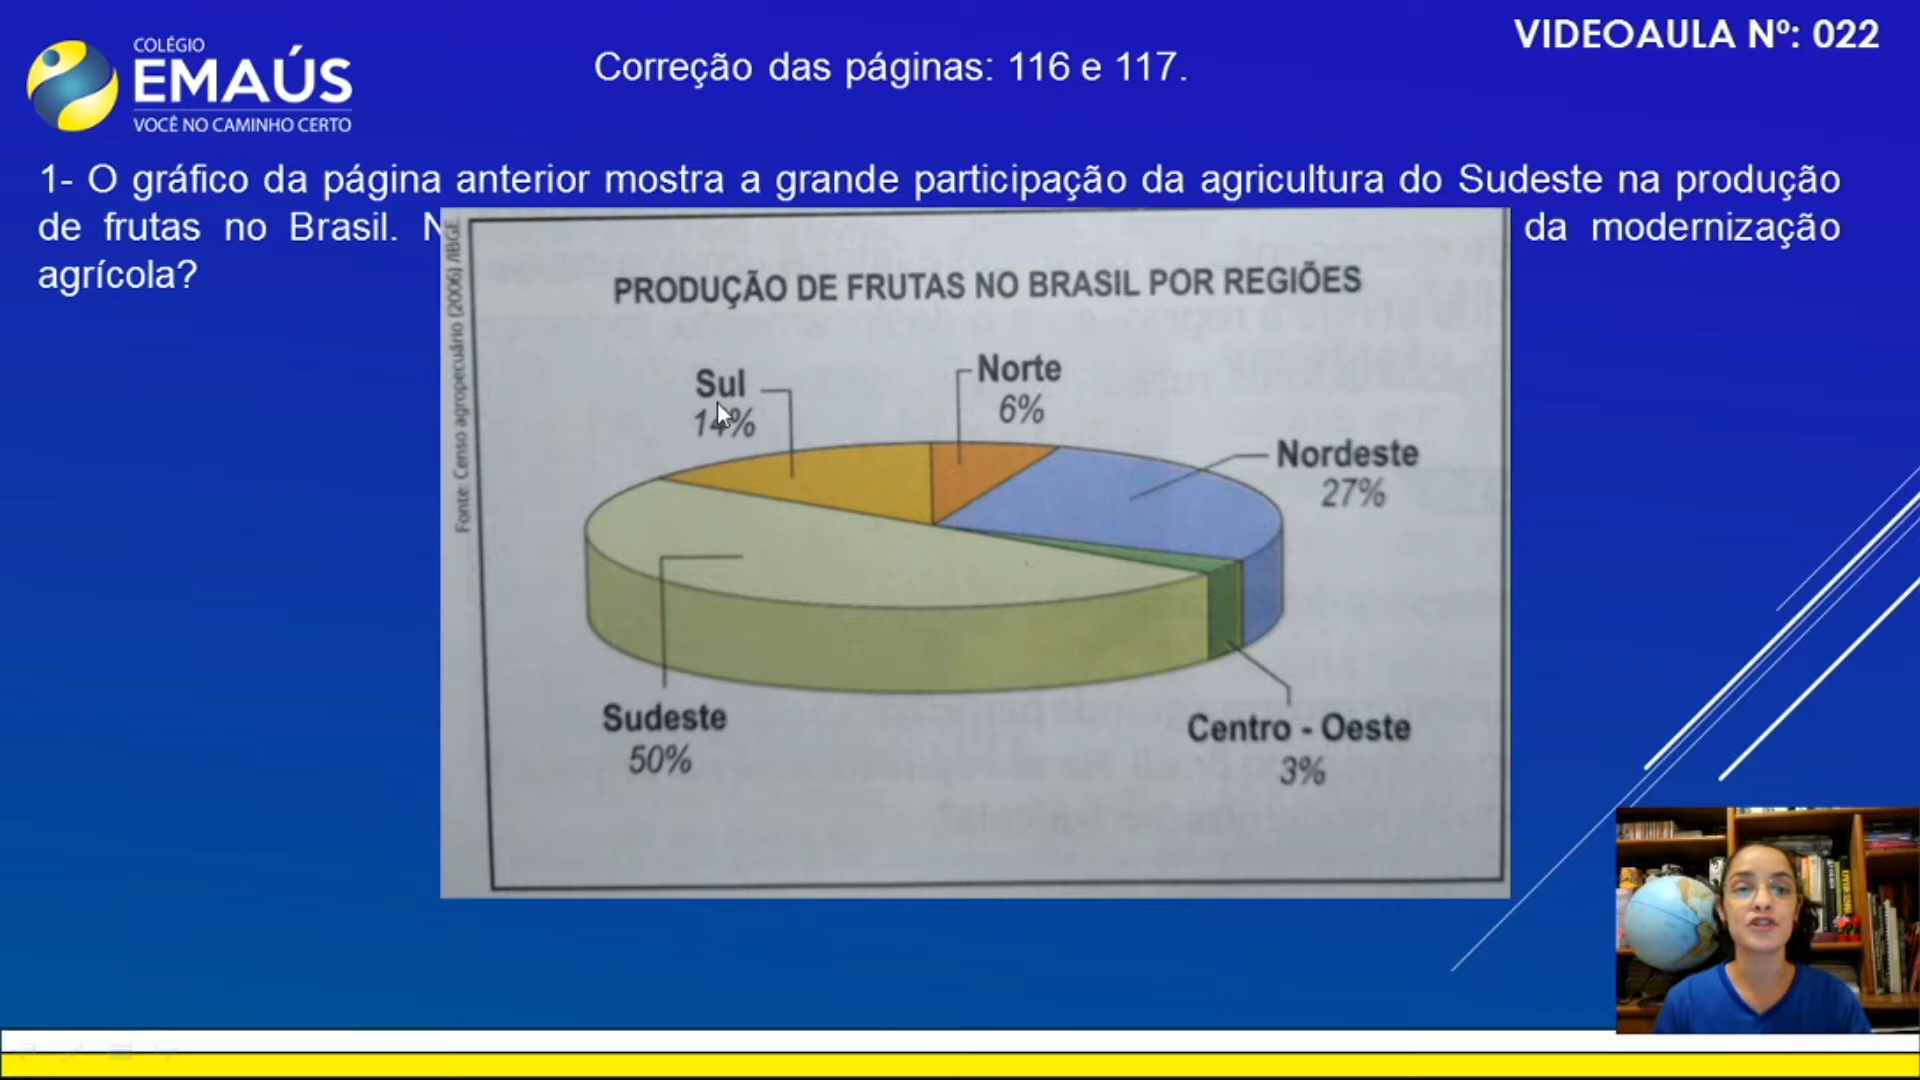 COLÉGIO
EMAÚS
VOCÊ NO CAMINHO CERTO
Correção das páginas: 116 e 117.
VIDEOAULA Nº: 022
1- O gráfico da página anterior mostra a grande participação da agricultura do Sudeste na produção
de frutas no Brasil. da modernização
agrícola?
Fonte: Censo agropecuário (2006) /IBGE.
PRODUÇÃO DE FRUTAS NO BRASIL POR REGIÕES
Sul
14%
Norte
6%
Nordeste
27%
Sudeste
50%
Centro - Oeste
3%